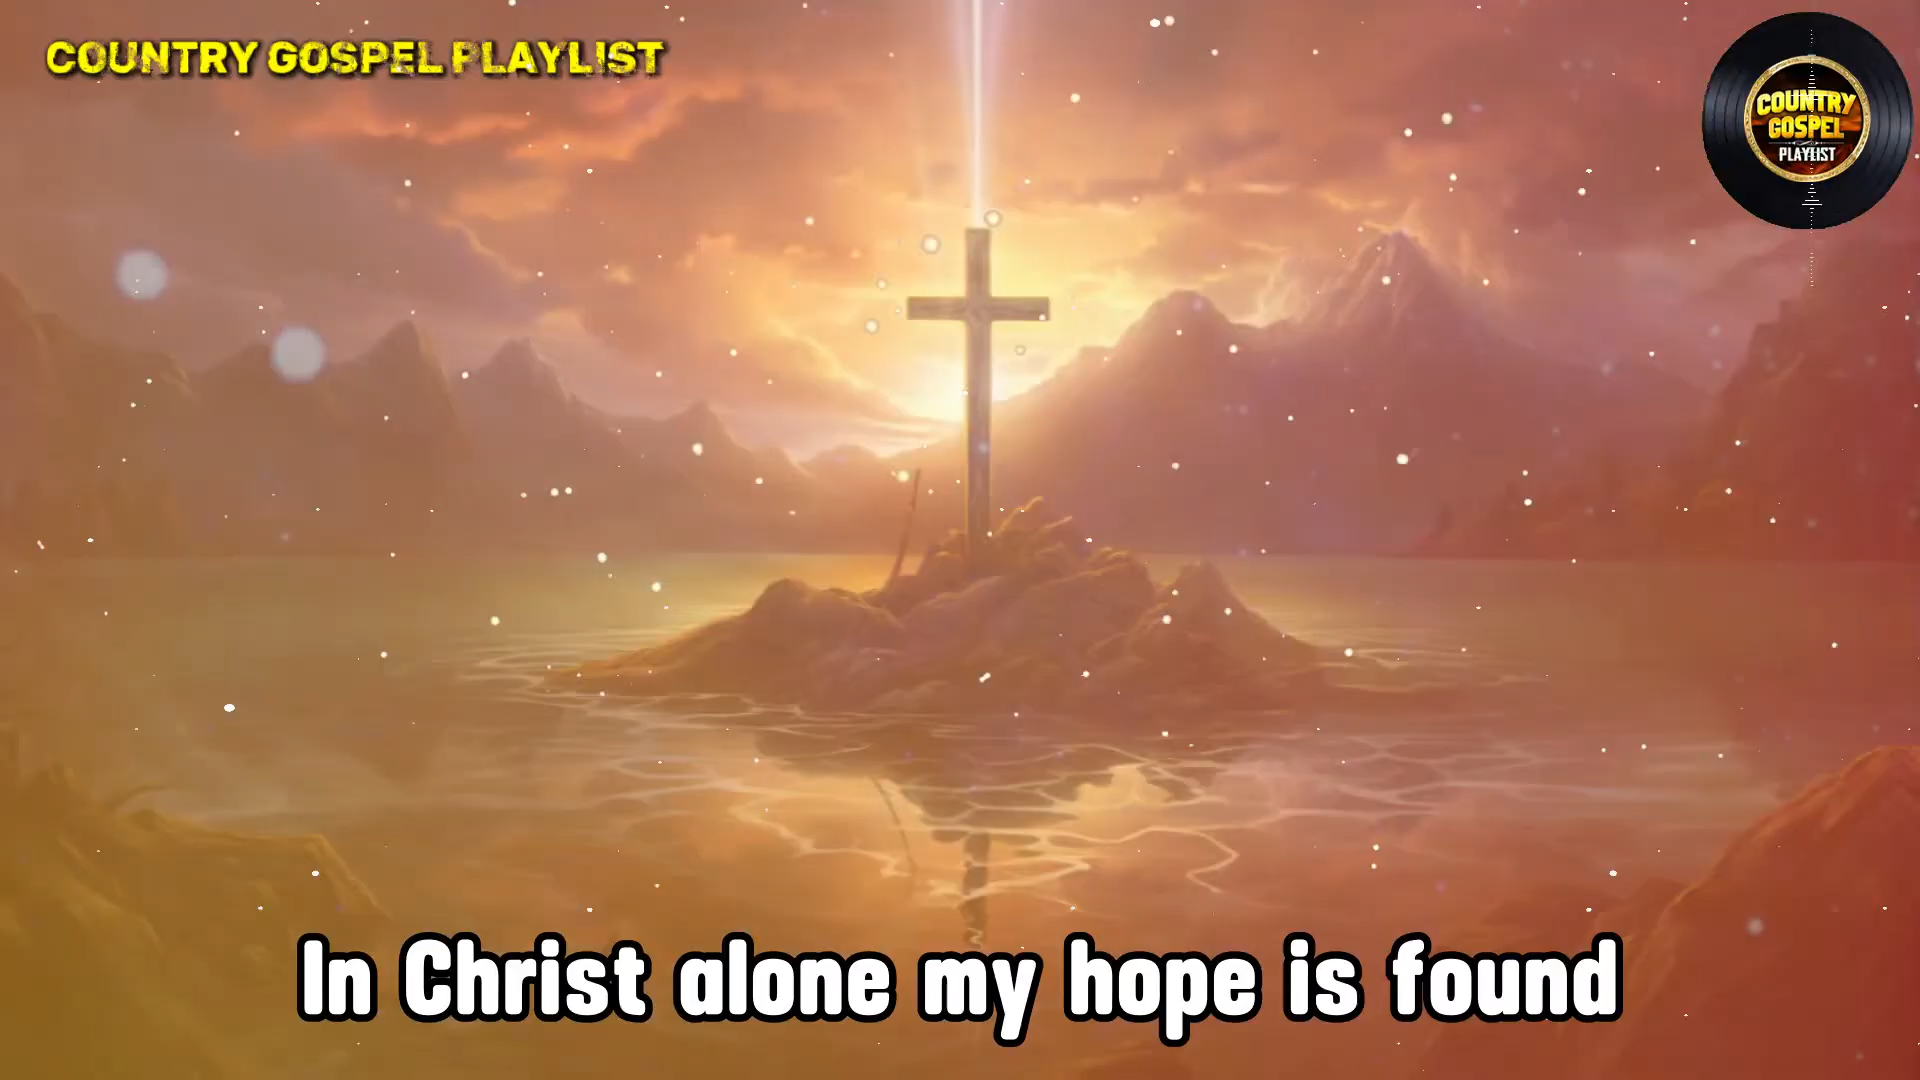 COUNTRY GOSPEL PLAYLIST
COUNTRY
GOSPEL
PLAYLIST
In Christ alone my hope is found